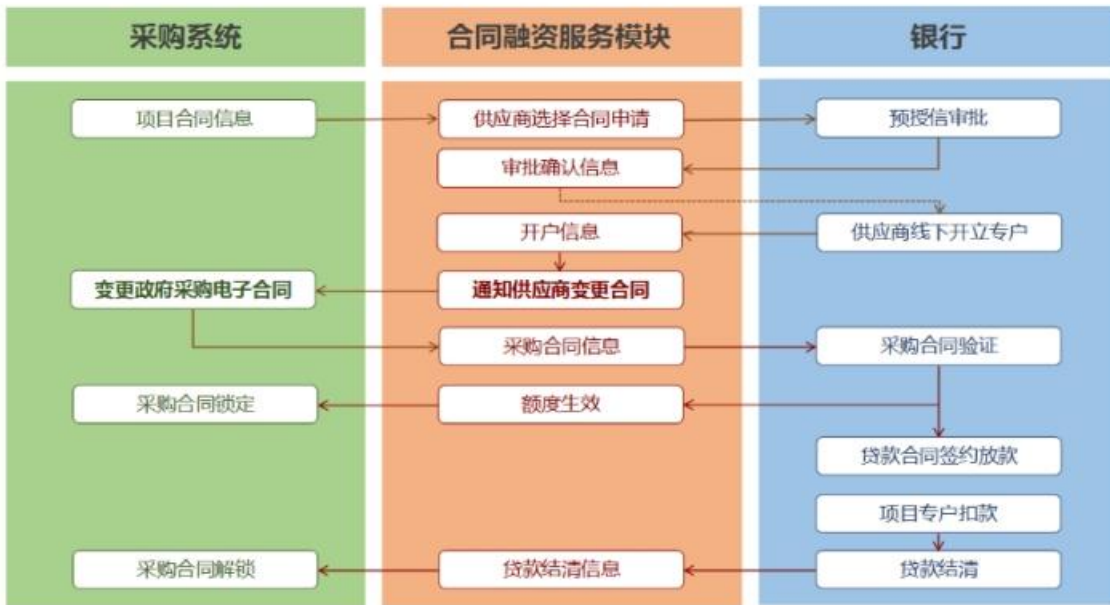 采购系统
合同融资服务模块
银行
项目合同信息
供应商选择合同申请
预授信审批
审批确认信息
开户信息
供应商线下开立专户
变更政府采购电子合同
通知供应商变更合同
采购合同信息
采购合同验证
采购合同锁定
额度生效
贷款合同签约放款
项目专户扣款
采购合同解锁
贷款结清信息
贷款结清